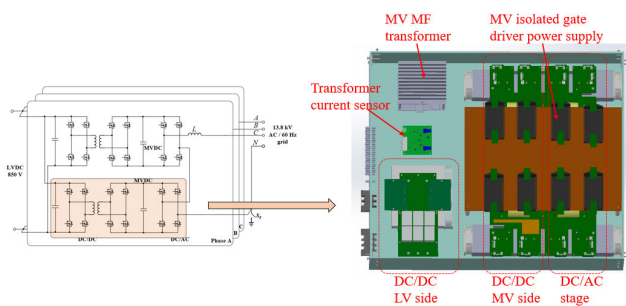 MV MF
transformer
MV isolated gate
driver power supply
Transformer
current sensor
A
B
C
N
L
13.8 kV
AC / 60 Hz
grid
MVDC
LVDC
850 V
MVDC
DC/DC
DC/AC
S₂
Phase A
B
C
DC/DC
LV side
DC/DC
MV side
DC/AC
stage